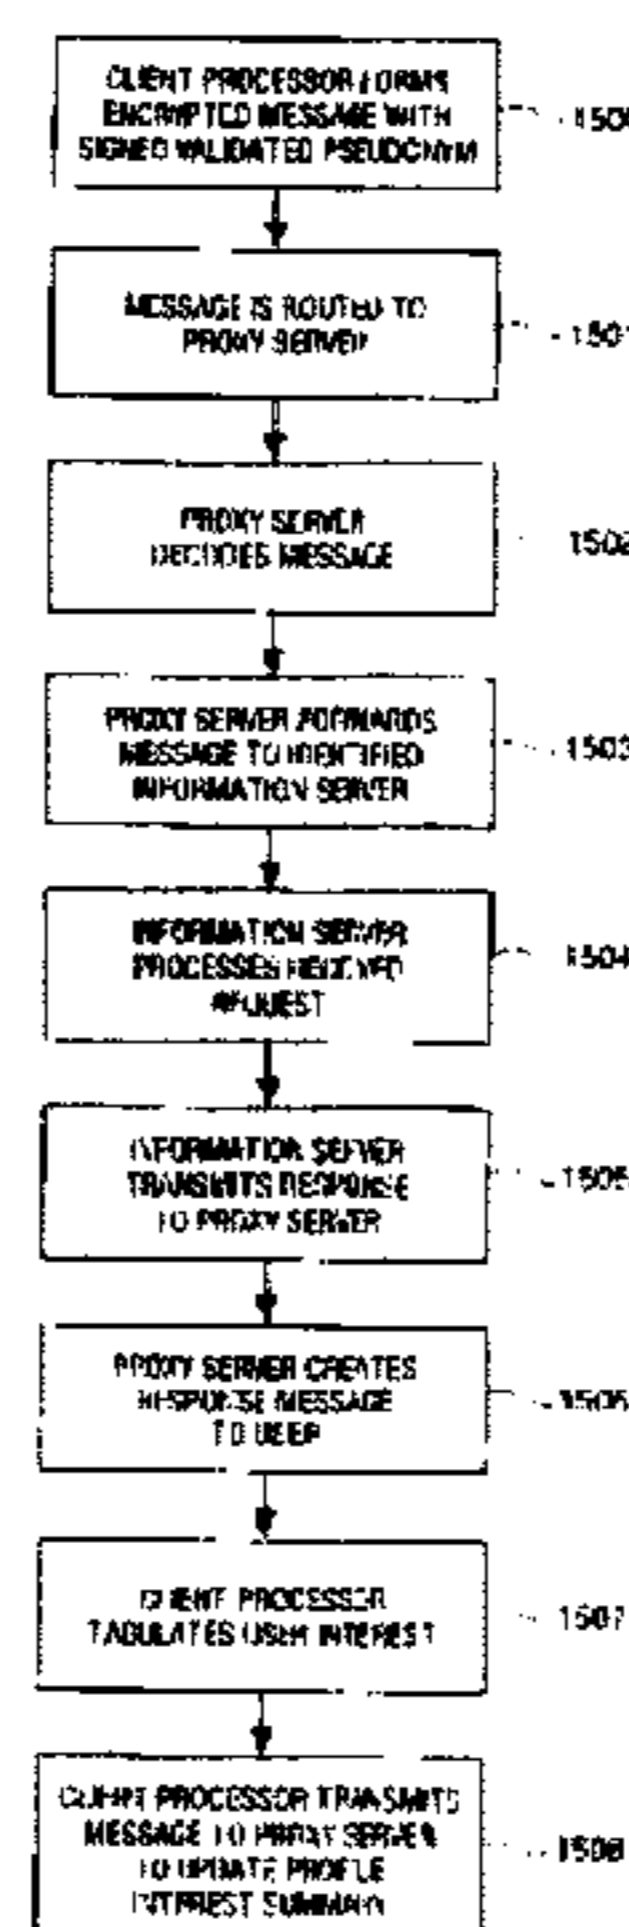 CLIENT PROCESSOR FORMS
ENCRYPTED MESSAGE WITH
SIGNED VALIDATED PSEUDONYM
1500
MESSAGE IS ROUTED TO
PROXY SERVER
1501
PROXY SERVER
DECODES MESSAGE
1502
PROXY SERVER FORWARDS
MESSAGE TO IDENTIFIED
INFORMATION SERVER
1503
INFORMATION SERVER
PROCESSES RECEIVED
REQUEST
1504
INFORMATION SERVER
TRANSMITS RESPONSE
TO PROXY SERVER
1505
PROXY SERVER CREATES
RESPONSE MESSAGE
TO USER
1506
CLIENT PROCESSOR
TABULATES USER INTEREST
1507
CLIENT PROCESSOR TRANSMITS
MESSAGE TO PROXY SERVER
TO UPDATE PROFILE
INTEREST SUMMARY
1508